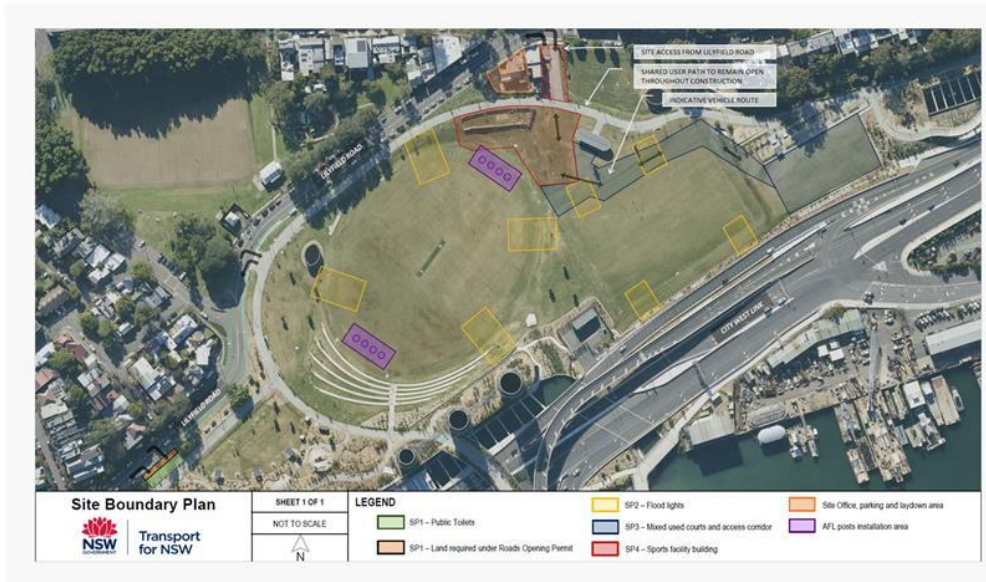 SITE ACCESS FROM LILYFIELD ROAD
SHARED USER PATH TO REMAIN OPEN
THROUGHOUT CONSTRUCTION
INDICATIVE VEHICLE ROUTE
LILYFIELD ROAD
CITY WEST LINK
LILYFIELD ROAD
Site Boundary Plan
NSW
GOVERNMENT
Transport
for NSW
SHEET 1 OF 1
NOT TO SCALE
N
LEGEND
SP1 – Public Toilets
SP1 – Land required under Roads Opening Permit
SP2 – Flood lights
SP3 – Mixed used courts and access corridor
SP4 – Sports facility building
Site Office, parking and laydown area
AFL posts installation area